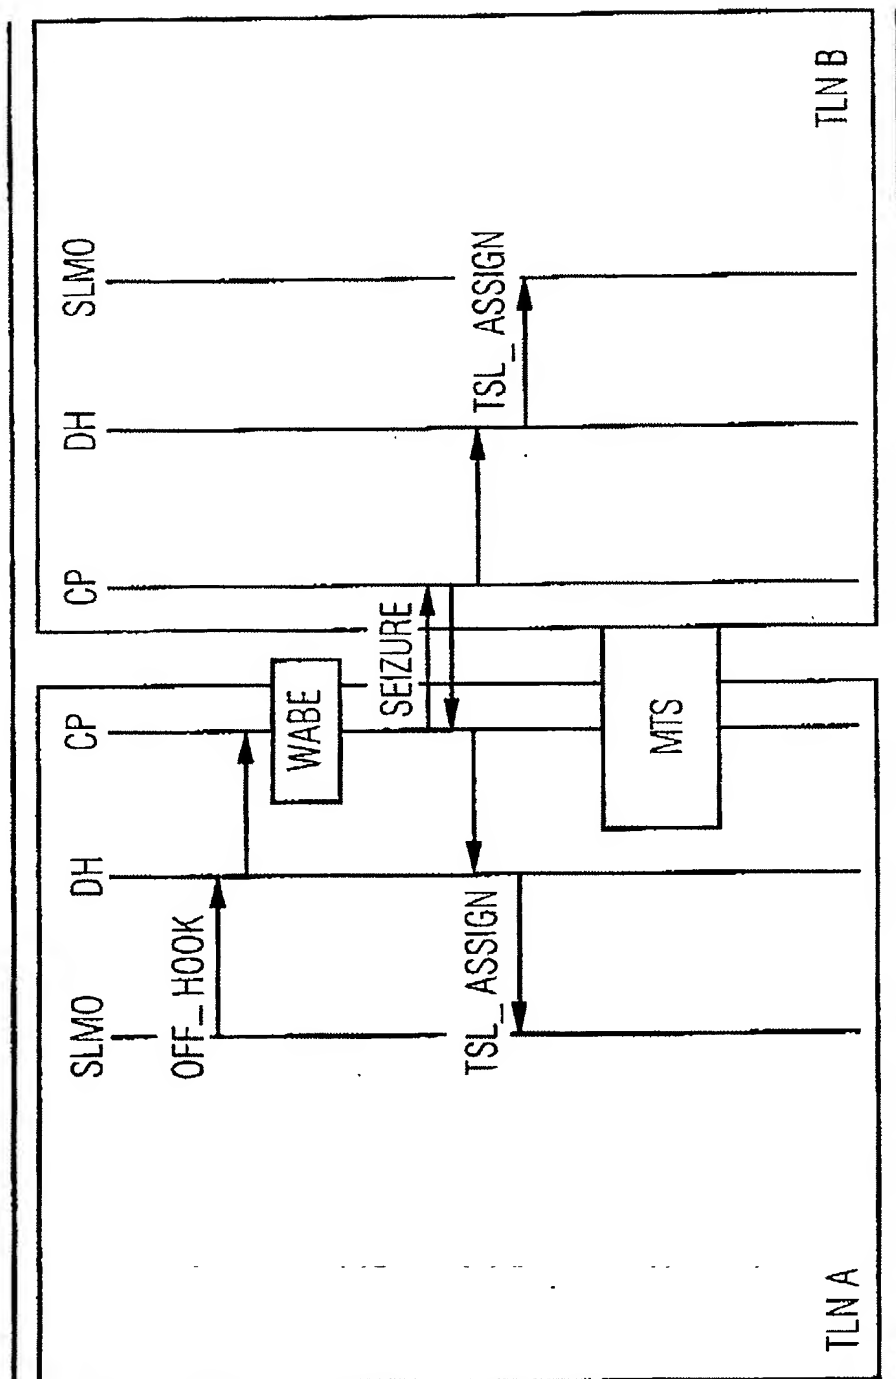 SLMO
DH
CP
CP
DH
SLMO
OFF_HOOK
WABE
SEIZURE
TSL_ASSIGN
TSL_ASSIGN
MTS
TLN A
TLN B